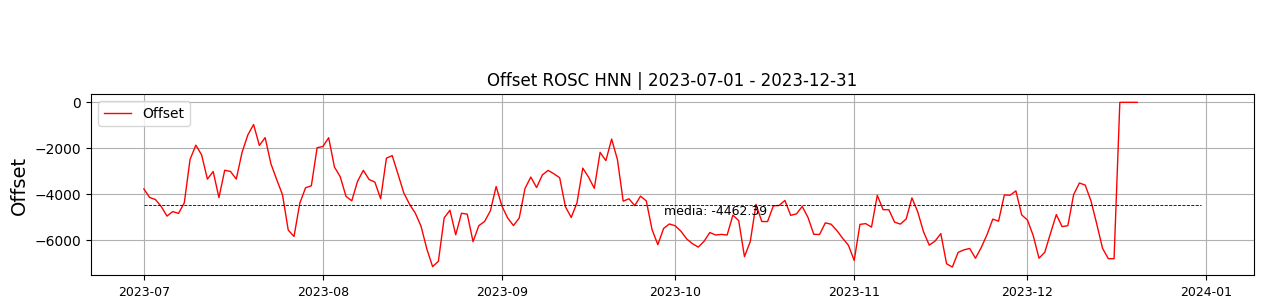 Offset ROSC HNN | 2023-07-01 - 2023-12-31
0
Offset
−2000
−4000
media: -4462.39
−6000
Offset
2023-07 2023-08 2023-09 2023-10 2023-11 2023-12 2024-01